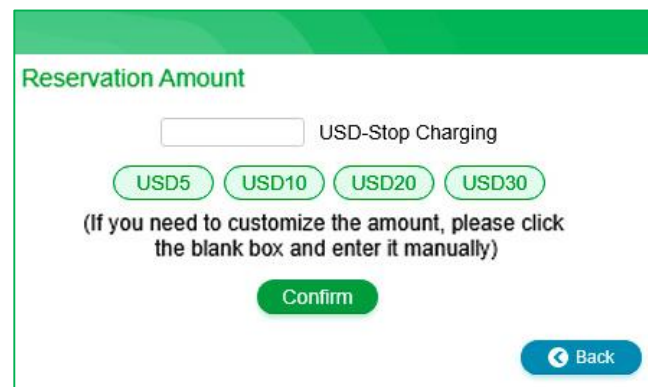 Reservation Amount
USD-Stop Charging
USD5 USD10 USD20 USD30
(If you need to customize the amount, please click
the blank box and enter it manually)
Confirm
Back